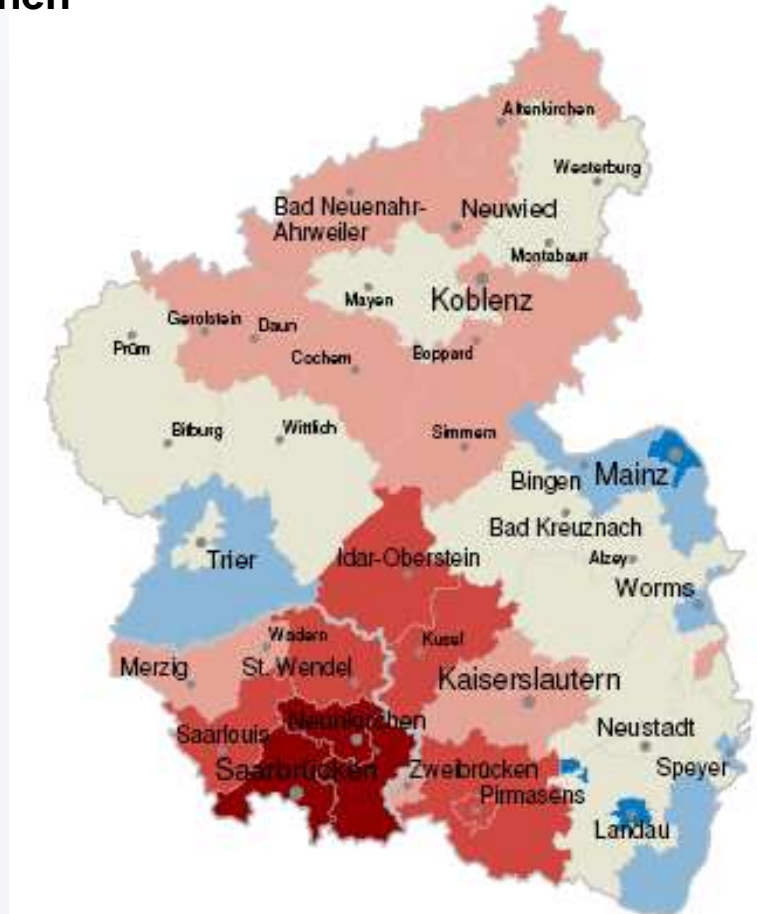 Altenkirchen
Westerburg
Bad Neuenahr-
Ahrweiler
Neuwied
Montabaur
Mayen
Koblenz
Gerolstein
Daun
Prüm
Cochem
Boppard
Bitburg
Wittlich
Simmern
Bingen
Mainz
Bad Kreuznach
Trier
Idar-Oberstein
Alzey
Worms
Wadern
Kusel
Merzig
St. Wendel
Kaiserslautern
Neunkirchen
Saarlouis
Neustadt
Saarbrücken
Zweibrücken
Speyer
Pirmasens
Landau